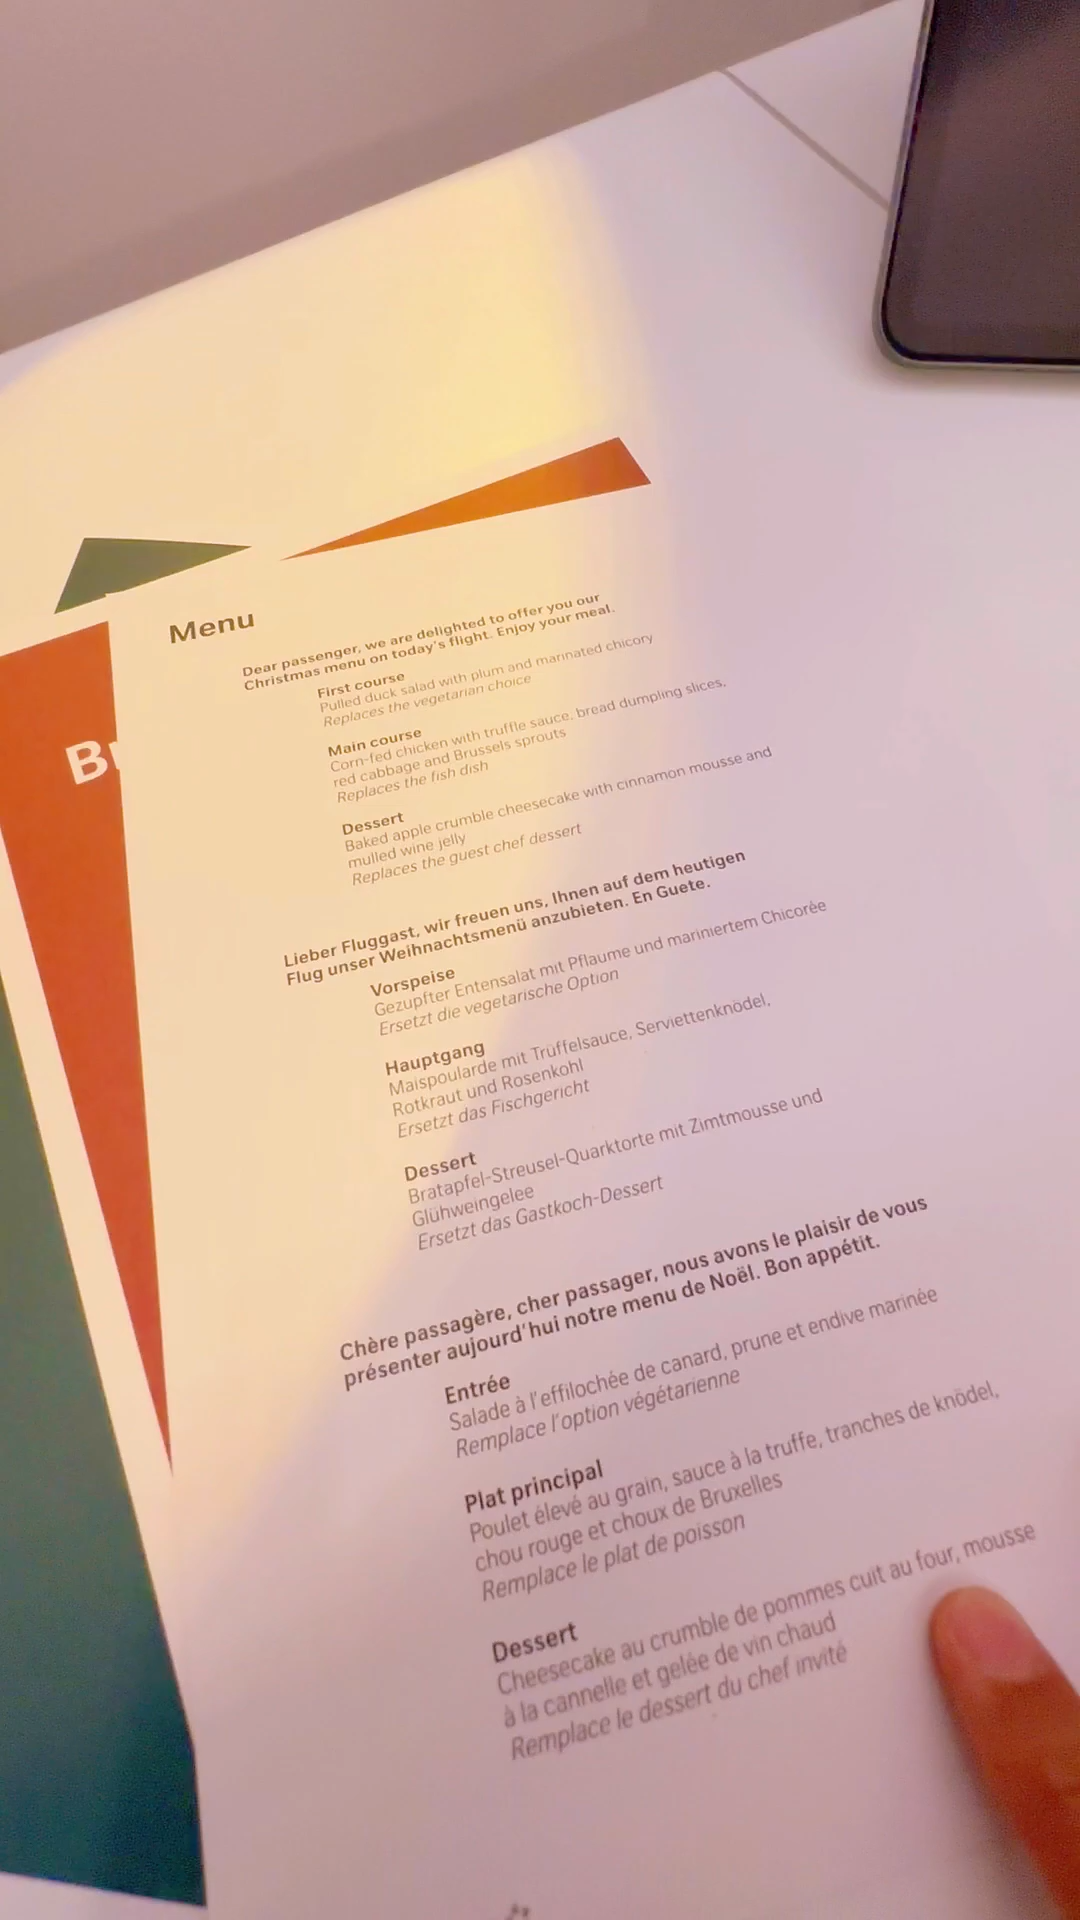 Menu
Dear passenger, we are delighted to offer you our
Christmas menu on today's flight. Enjoy your meal.
First course
Pulled duck salad with plum and marinated chicory
Replaces the vegetarian choice
Main course
Corn-fed chicken with truffle sauce, bread dumpling slices,
red cabbage and Brussels sprouts
Replaces the fish dish
Dessert
Baked apple crumble cheesecake with cinnamon mousse and
mulled wine jelly
Replaces the guest chef dessert
Lieber Fluggast, wir freuen uns, Ihnen auf dem heutigen
Flug unser Weihnachtsmenü anzubieten. En Guete.
Vorspeise
Gezupfter Entensalat mit Pflaume und mariniertem Chicorée
Ersetzt die vegetarische Option
Hauptgang
Maispoularde mit Trüffelsauce, Serviettenknödel,
Rotkraut und Rosenkohl
Ersetzt das Fischgericht
Dessert
Bratapfel-Streusel-Quarktorte mit Zimtmousse und
Glühweingelee
Ersetzt das Gastkoch-Dessert
Chère passagère, cher passager, nous avons le plaisir de vous
présenter aujourd'hui notre menu de Noël. Bon appétit.
Entrée
Salade à l'effilochée de canard, prune et endive marinée
Remplace l'option végétarienne
Plat principal
Poulet élevé au grain, sauce à la truffe, tranches de knödel,
chou rouge et choux de Bruxelles
Remplace le plat de poisson
Dessert
Cheesecake au crumble de pommes cuit au four, mousse
à la cannelle et gelée de vin chaud
Remplace le dessert du chef invité